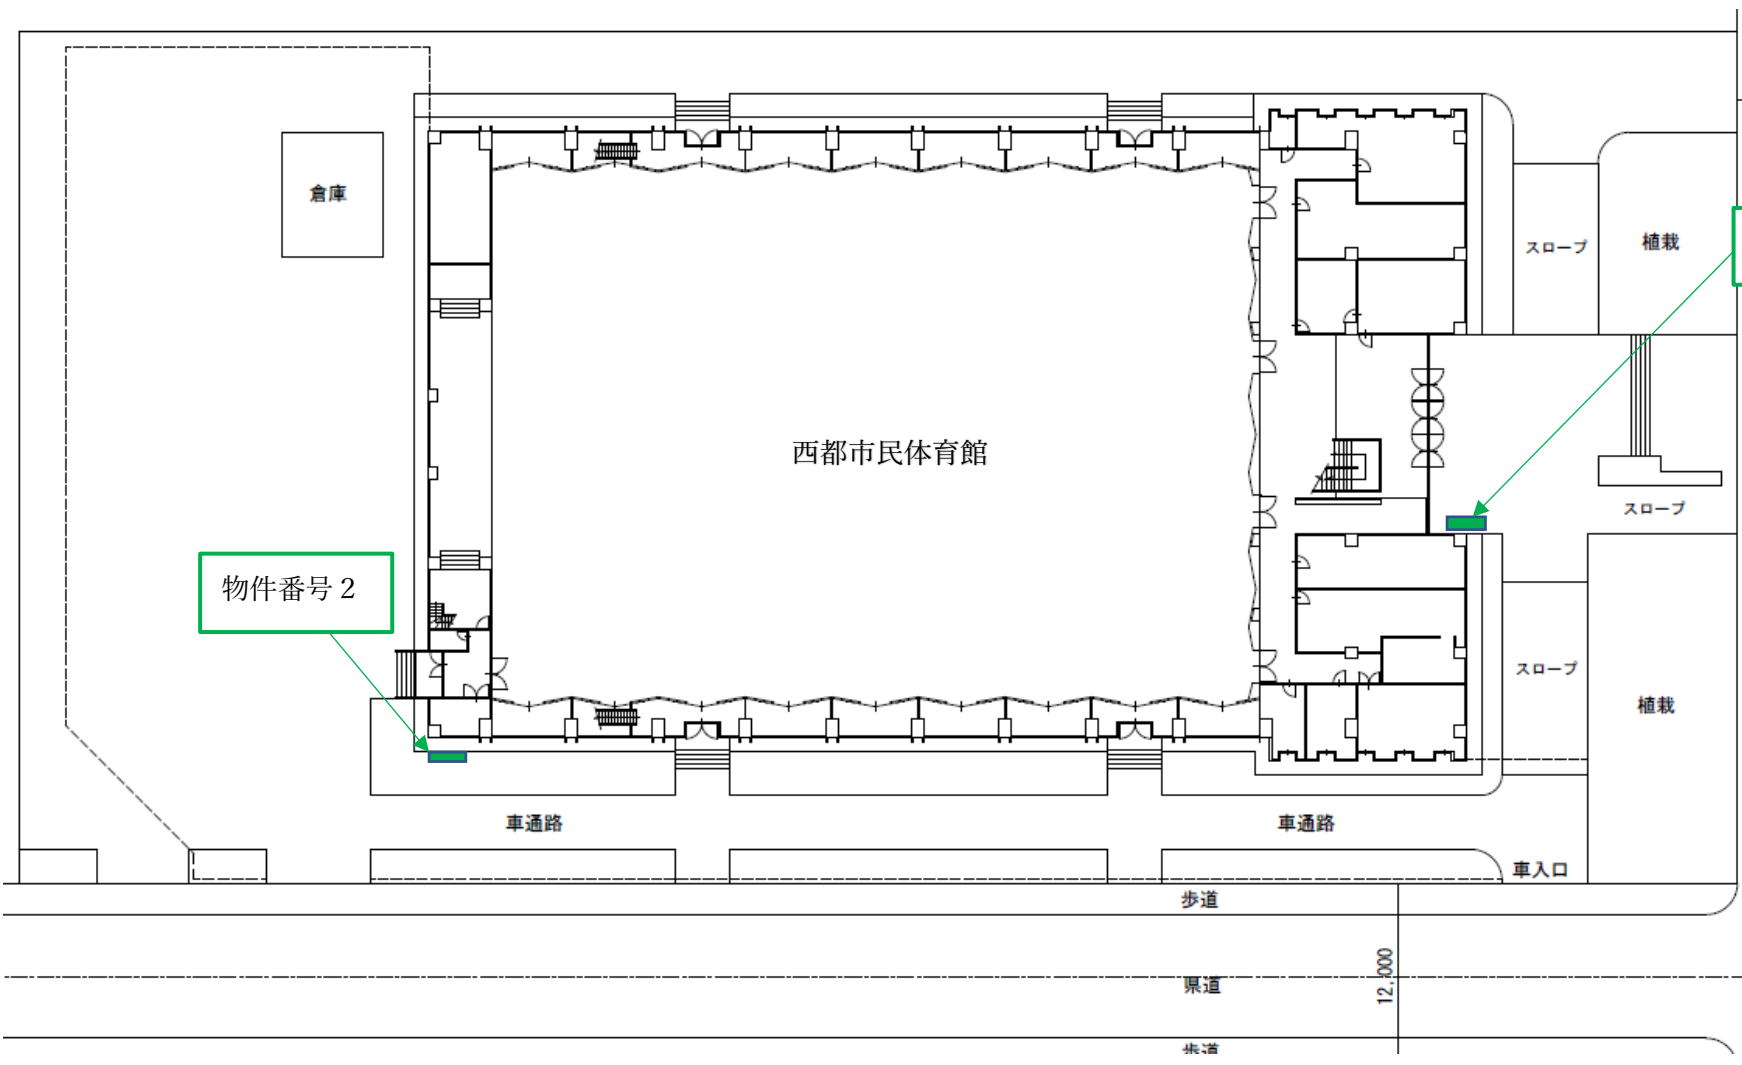 倉庫
スロープ
植栽
西都市民体育館
スロープ
物件番号２
スロープ
植栽
車通路
車通路
車入口
歩道
12,000
県道
歩道